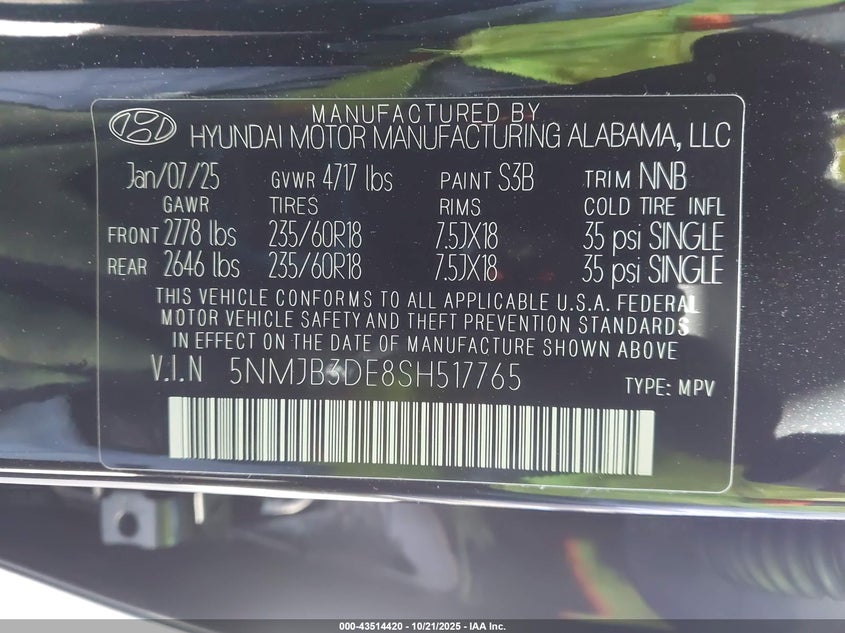 MANUFACTURED BY
HYUNDAI MOTOR MANUFACTURING ALABAMA, LLC
Jan/07/25 GVWR 4717 lbs PAINT S3B TRIM NNB
GAWR TIRES RIMS COLD TIRE INFL
FRONT 2778 lbs 235/60R18 7.5JX18 35 psi SINGLE
REAR 2646 lbs 235/60R18 7.5JX18 35 psi SINGLE
THIS VEHICLE CONFORMS TO ALL APPLICABLE U.S.A. FEDERAL
MOTOR VEHICLE SAFETY AND THEFT PREVENTION STANDARDS
IN EFFECT ON THE DATE OF MANUFACTURE SHOWN ABOVE
V.I.N 5NMJB3DE8SH517765 TYPE: MPV
000-43514420 - 10/21/2025 - IAA Inc.